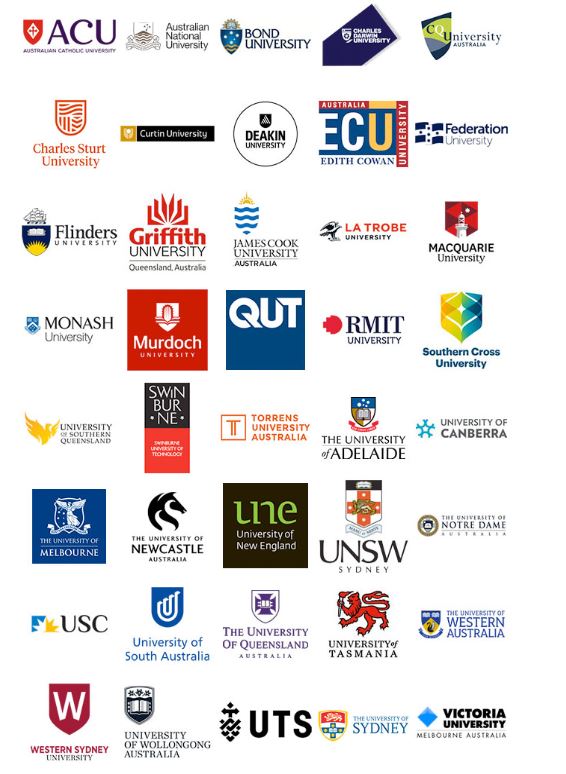 ACU
AUSTRALIAN CATHOLIC UNIVERSITY
Australian
National
University
BOND
UNIVERSITY
CHARLES
DARWIN
UNIVERSITY
CQUniversity
AUSTRALIA
Charles Sturt
University
Curtin University
DEAKIN
UNIVERSITY
AUSTRALIA
ECU
UNIVERSITY
EDITH COWAN
Federation
University
Flinders
UNIVERSITY
Griffith
UNIVERSITY
Queensland, Australia
JAMES COOK
UNIVERSITY
AUSTRALIA
LA TROBE
UNIVERSITY
MACQUARIE
University
MONASH
University
Murdoch
UNIVERSITY
QUT
RMIT
UNIVERSITY
Southern Cross
University
UNIVERSITY
OF SOUTHERN
QUEENSLAND
SWIN
BUR
• NE •
SWINBURNE
UNIVERSITY OF
TECHNOLOGY
T
TORRENS
UNIVERSITY
AUSTRALIA
THE UNIVERSITY
of ADELAIDE
UNIVERSITY OF
CANBERRA
THE UNIVERSITY OF
MELBOURNE
THE UNIVERSITY OF
NEWCASTLE
AUSTRALIA
une
University of
New England
UNSW
SYDNEY
THE UNIVERSITY OF
NOTRE DAME
AUSTRALIA
USC
University of
South Australia
THE UNIVERSITY
OF QUEENSLAND
AUSTRALIA
UNIVERSITY of
TASMANIA
THE UNIVERSITY OF
WESTERN
AUSTRALIA
W
WESTERN SYDNEY
UNIVERSITY
UNIVERSITY
OF WOLLONGONG
AUSTRALIA
UTS
THE UNIVERSITY OF
SYDNEY
VICTORIA
UNIVERSITY
MELBOURNE AUSTRALIA